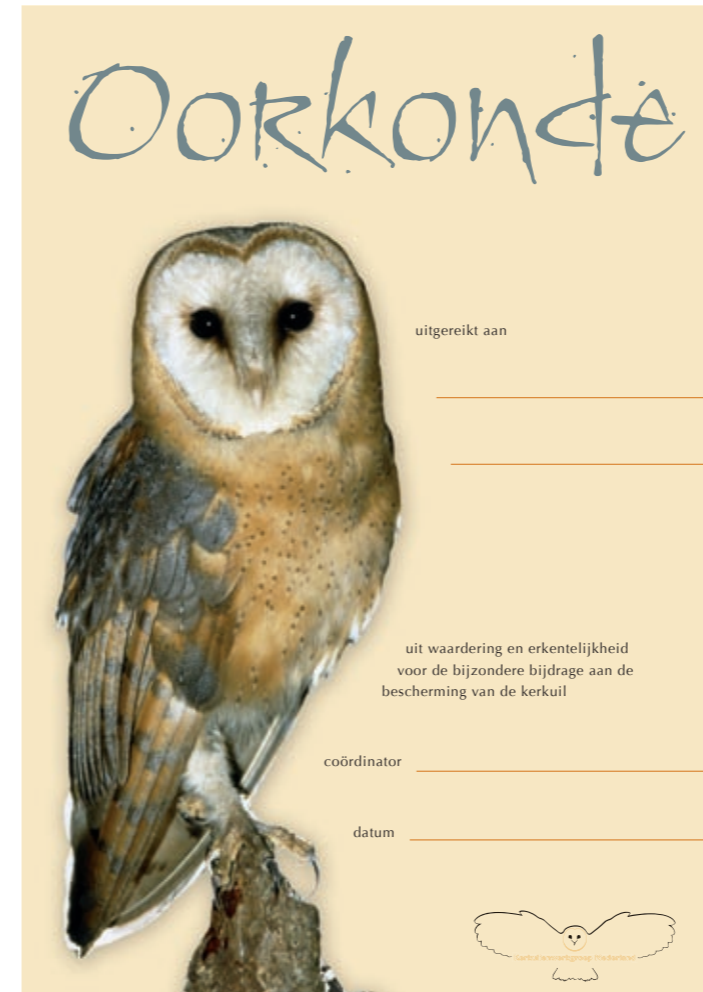 Oorkonde
uitgereikt aan
uit waardering en erkentelijkheid
voor de bijzondere bijdrage aan de
bescherming van de kerkuil
coördinator
datum